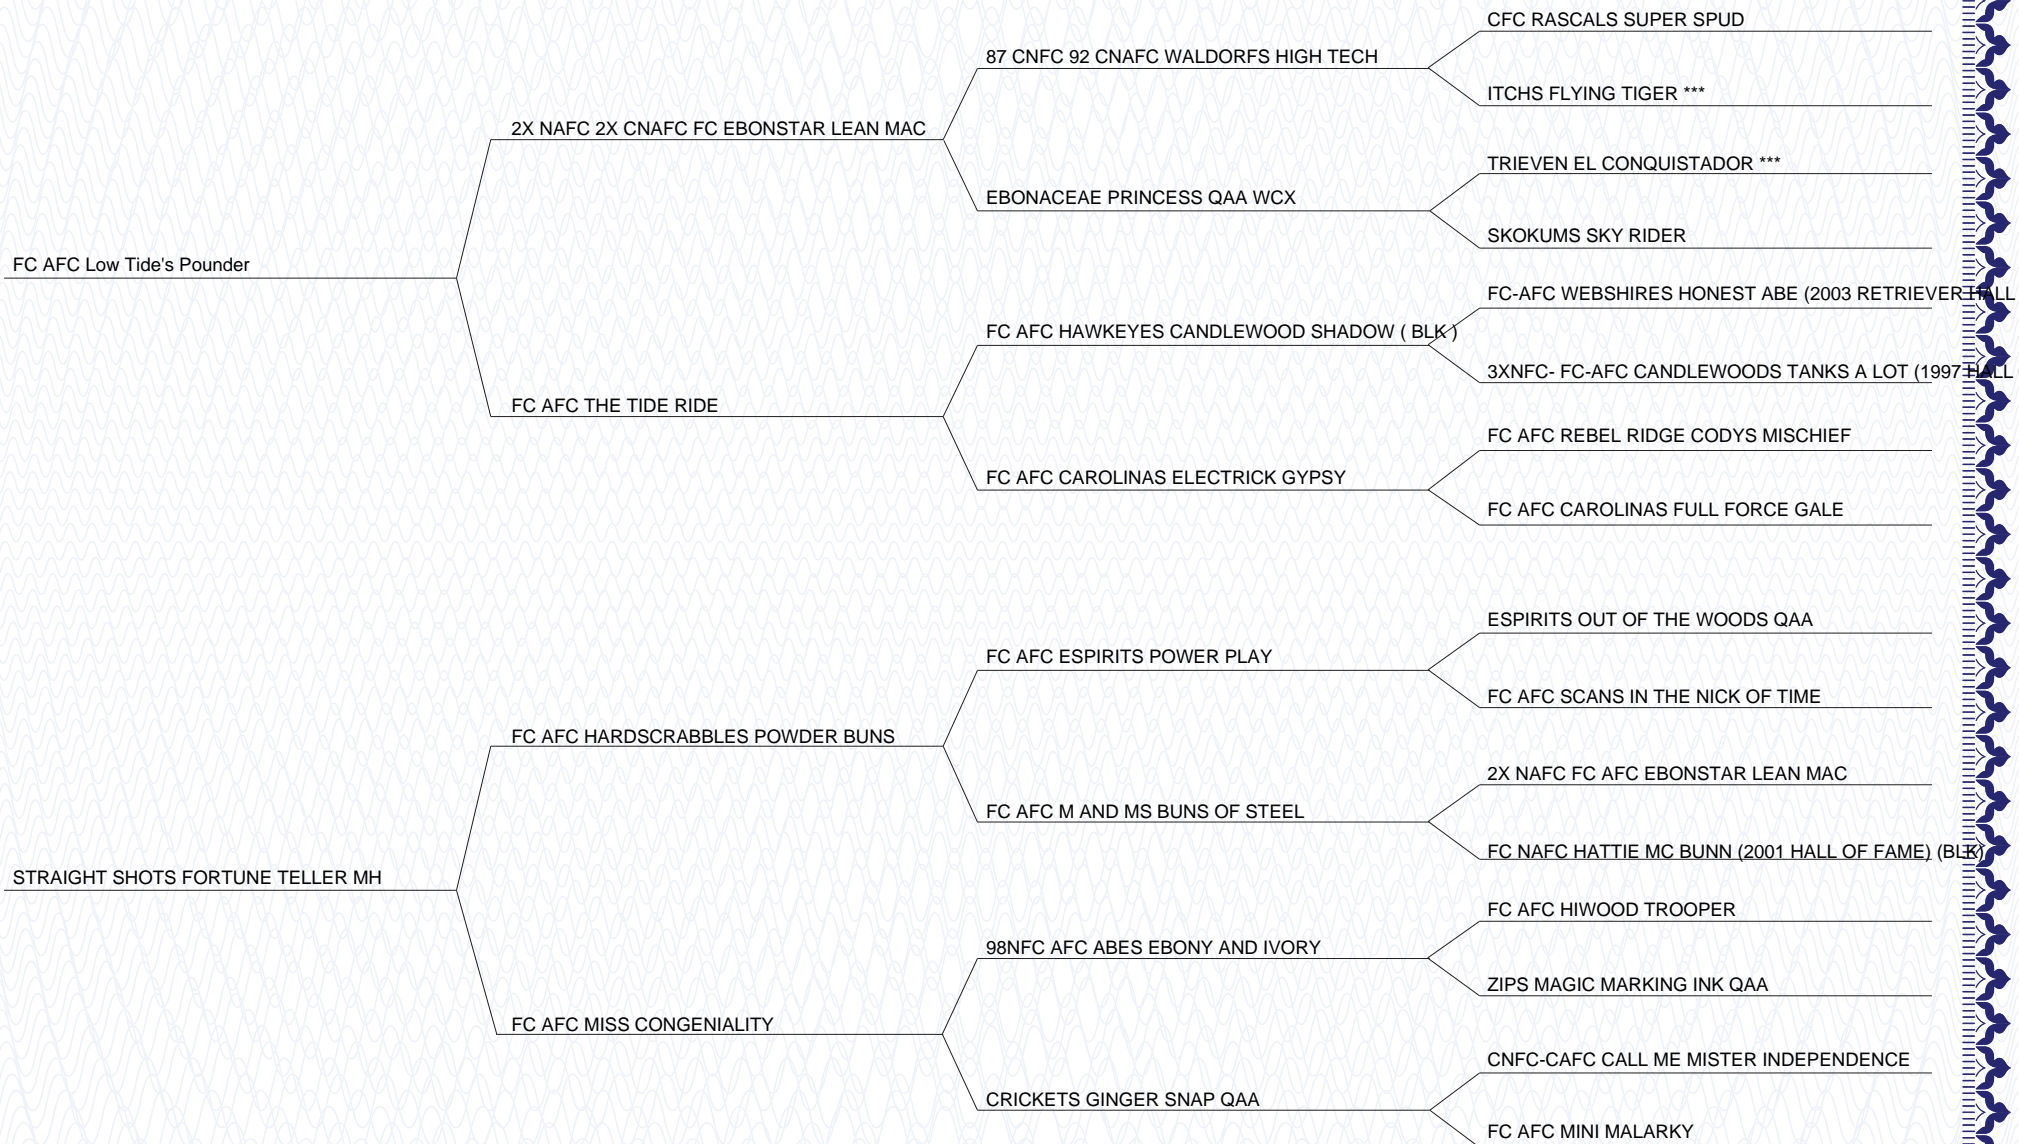 CFC RASCALS SUPER SPUD
87 CNFC 92 CNAFC WALDORFS HIGH TECH
ITCHS FLYING TIGER ***
2X NAFC 2X CNAFC FC EBONSTAR LEAN MAC
TRIEVEN EL CONQUISTADOR ***
EBONACEAE PRINCESS QAA WCX
SKOKUMS SKY RIDER
FC AFC Low Tide's Pounder
FC-AFC WEBSHIRES HONEST ABE (2003 RETRIEVER HALL
FC AFC HAWKEYES CANDLEWOOD SHADOW ( BLK )
3XNFC- FC-AFC CANDLEWOODS TANKS A LOT (1997 HALL
FC AFC THE TIDE RIDE
FC AFC REBEL RIDGE CODYS MISCHIEF
FC AFC CAROLINAS ELECTRICK GYPSY
FC AFC CAROLINAS FULL FORCE GALE
ESPIRITS OUT OF THE WOODS QAA
FC AFC ESPIRITS POWER PLAY
FC AFC SCANS IN THE NICK OF TIME
FC AFC HARDSCRABBLES POWDER BUNS
2X NAFC FC AFC EBONSTAR LEAN MAC
FC AFC M AND MS BUNS OF STEEL
FC NAFC HATTIE MC BUNN (2001 HALL OF FAME) (BLK)
STRAIGHT SHOTS FORTUNE TELLER MH
FC AFC HIWOOD TROOPER
98NFC AFC ABES EBONY AND IVORY
ZIPS MAGIC MARKING INK QAA
FC AFC MISS CONGENIALITY
CNFC-CAFC CALL ME MISTER INDEPENDENCE
CRICKETS GINGER SNAP QAA
FC AFC MINI MALARKY